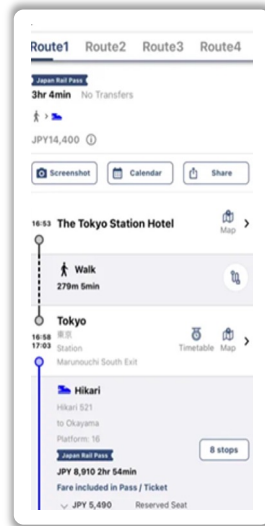 Route1 Route2 Route3 Route4
Japan Rail Pass
3hr 4min No Transfers
JPY14,400
Screenshot Calendar Share
16:53 The Tokyo Station Hotel
Map
Walk
279m 5min
Tokyo
16:58 東京
17:03 Station Timetable Map
Marunouchi South Exit
Hikari
Hikari 521
to Okayama
Platform: 16
8 stops
Japan Rail Pass
JPY 8,910 2hr 54min
Fare included in Pass / Ticket
JPY 5,490 Reserved Seat